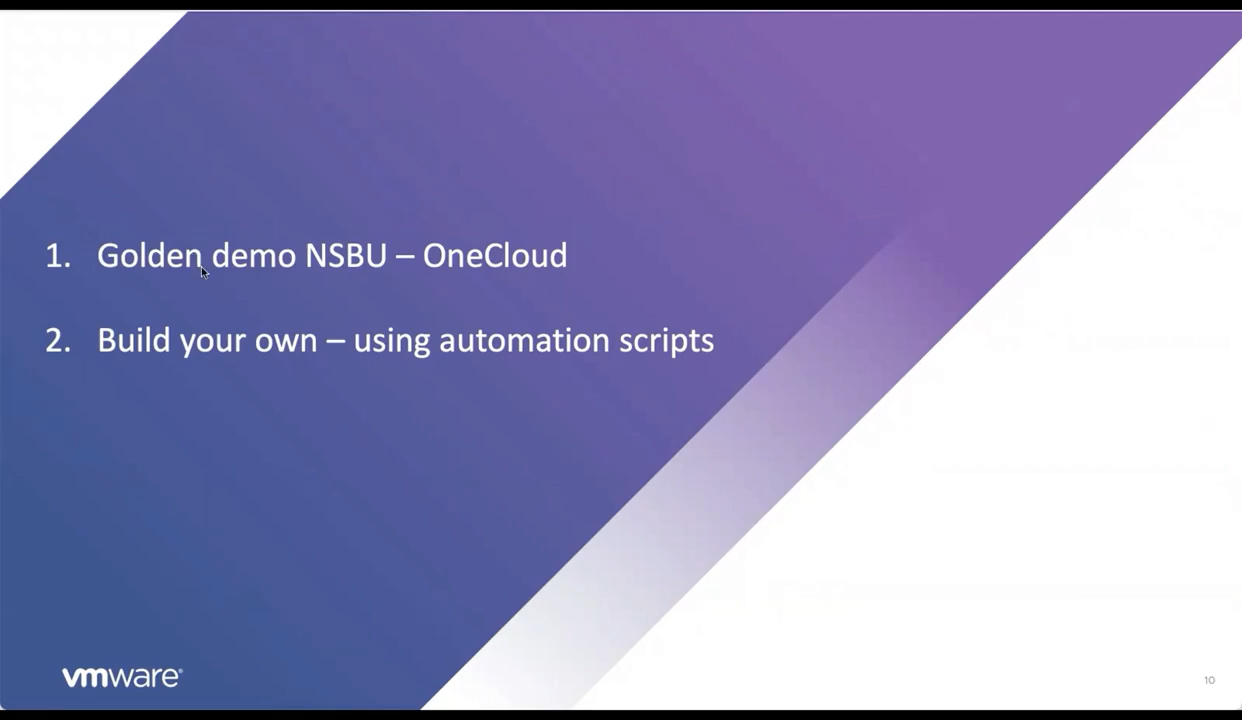 1. Golden demo NSBU – OneCloud
2. Build your own – using automation scripts
vmware®
10